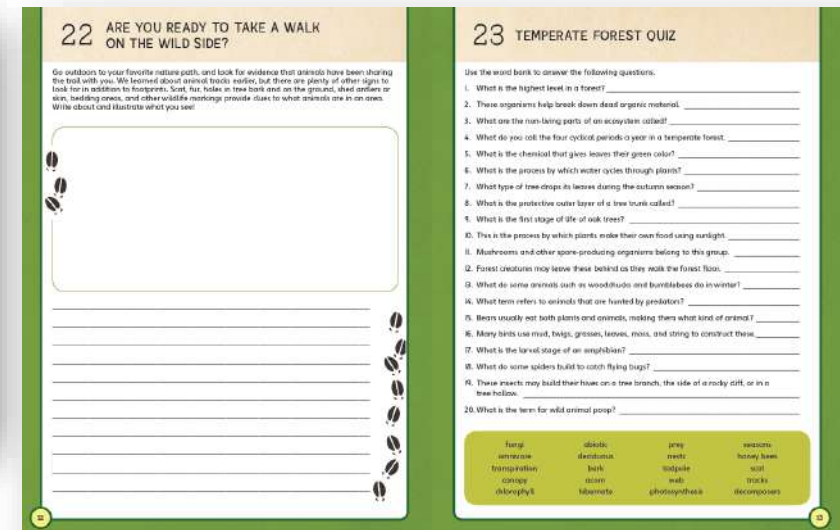 22 ARE YOU READY TO TAKE A WALK
ON THE WILD SIDE?
Go outdoors to your favorite nature path, and look for evidence that animals have been sharing
the trail with you. We learned about animal tracks earlier, but there are plenty of other signs to
look for in addition to footprints. Scat, fur, holes in tree bark and on the ground, shed antlers or
skin, bedding areas, and other wildlife markings provide clues to what animals are in an area.
Write about and illustrate what you see!
23 TEMPERATE FOREST QUIZ
Use the word bank to answer the following questions.
1. What is the highest level in a forest?
2. These organisms help break down dead organic material.
3. What are the non-living parts of an ecosystem called?
4. What do you call the four cyclical periods a year in a temperate forest.
5. What is the chemical that gives leaves their green color?
6. What is the process by which water cycles through plants?
7. What type of tree drops its leaves during the autumn season?
8. What is the protective outer layer of a tree trunk called?
9. What is the first stage of life of oak trees?
10. This is the process by which plants make their own food using sunlight.
11. Mushrooms and other spore-producing organisms belong to this group.
12. Forest creatures may leave these behind as they walk the forest floor.
13. What do some animals such as woodchucks and bumblebees do in winter?
14. What term refers to animals that are hunted by predators?
15. Bears usually eat both plants and animals, making them what kind of animal?
16. Many birds use mud, twigs, grasses, leaves, moss, and string to construct these.
17. What is the larval stage of an amphibian?
18. What do some spiders build to catch flying bugs?
19. These insects may build their hives on a tree branch, the side of a rocky cliff, or in a
tree hollow.
20. What is the term for wild animal poop?
fungi abiotic prey seasons
omnivore deciduous nests honey bees
transpiration bark tadpole scat
canopy acorn web tracks
chlorophyll hibernate photosynthesis decomposers
12
13